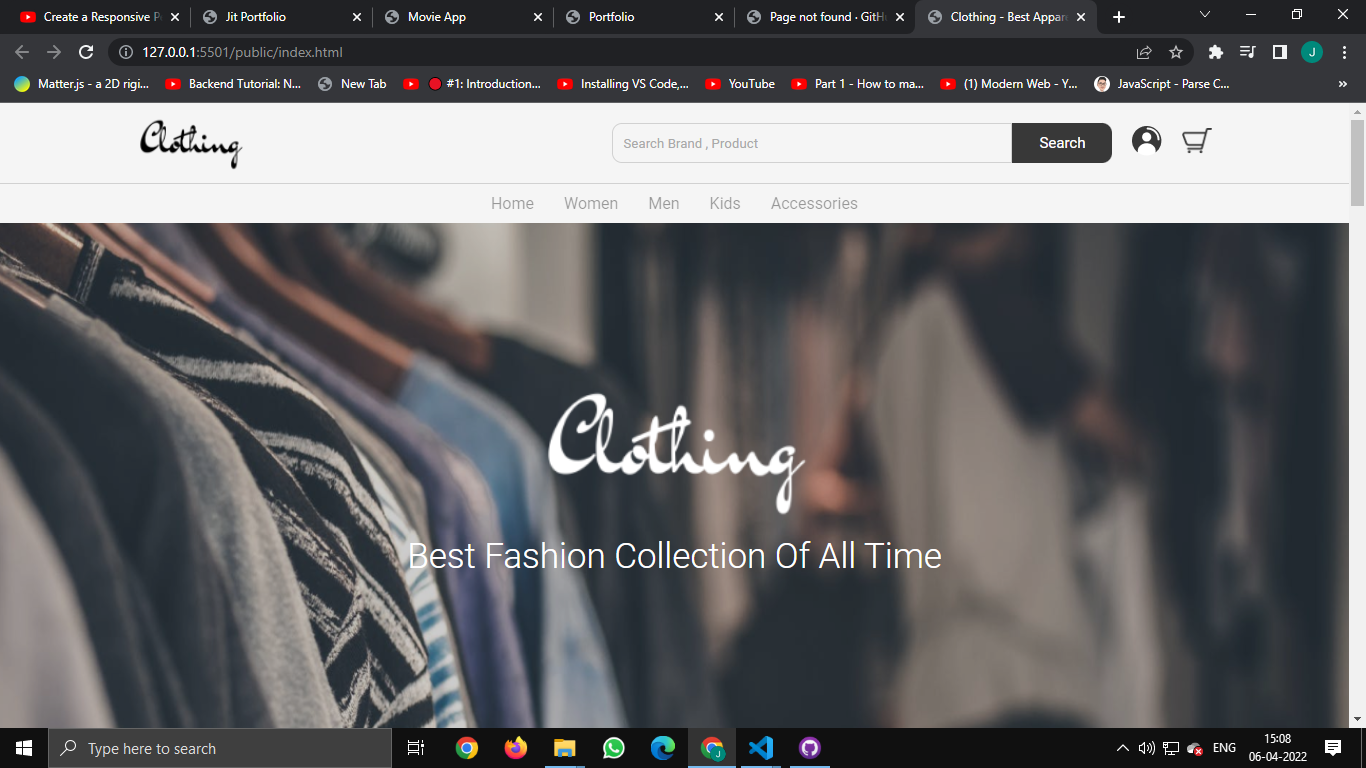 Create a Responsive P
Jit Portfolio
Movie App
Portfolio
Page not found · GitHu
Clothing - Best Appare
127.0.0.1:5501/public/index.html
J
Matter.js - a 2D rigi...
Backend Tutorial: N...
New Tab
#1: Introduction...
Installing VS Code,...
YouTube
Part 1 - How to ma...
(1) Modern Web - Y...
JavaScript - Parse C...
»
Clothing
Search Brand , Product
Search
Home
Women
Men
Kids
Accessories
Clothing
Best Fashion Collection Of All Time
Type here to search
J
ENG
15:08
06-04-2022